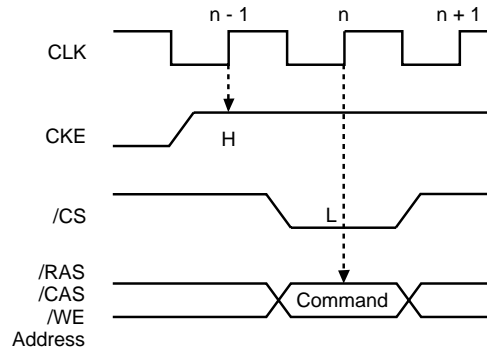 n - 1 n n + 1
CLK
CKE
H
/CS
L
/RAS
/CAS Command
/WE
Address